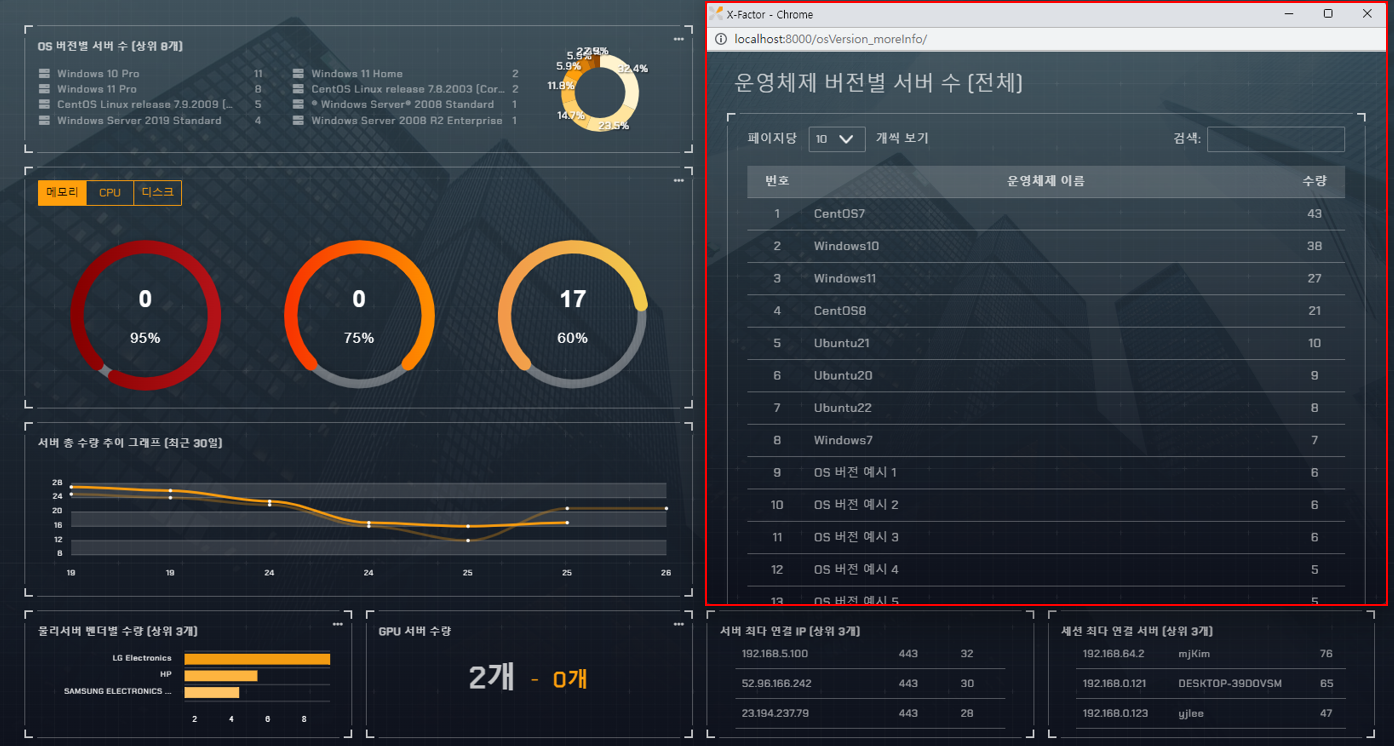 OS 버전별 서버 수 (상위 8개)
Windows 10 Pro 11
Windows 11 Pro 8
CentOS Linux release 7.9.2009 (... 5
Windows Server 2019 Standard 4
Windows 11 Home 2
CentOS Linux release 7.8.2003 (Cor... 2
® Windows Server® 2008 Standard 1
Windows Server 2008 R2 Enterprise 1
32.4%
23.5%
14.7%
11.8%
5.9%
5.9%
메모리 CPU 디스크
0
95%
0
75%
17
60%
서버 총 수량 추이 그래프 (최근 30일)
28
24
20
16
12
8
19 19 24 24 25 25 26
물리서버 벤더별 수량 (상위 3개)
LG Electronics
HP
SAMSUNG ELECTRONICS ...
2 4 6 8
GPU 서버 수량
2개 - 0개
X-Factor - Chrome
localhost:8000/osVersion_moreInfo/
운영체제 버전별 서버 수 (전체)
페이지당 10 개씩 보기 검색:
번호 운영체제 이름 수량
1 CentOS7 43
2 Windows10 38
3 Windows11 27
4 CentOS8 21
5 Ubuntu21 10
6 Ubuntu20 9
7 Ubuntu22 8
8 Windows7 7
9 OS 버전 예시 1 6
10 OS 버전 예시 2 6
11 OS 버전 예시 3 6
12 OS 버전 예시 4 5
13 OS 버전 예시 5 5
서버 최다 연결 IP (상위 3개)
192.168.5.100 443 32
52.96.166.242 443 30
23.194.237.79 443 28
세션 최다 연결 서버 (상위 3개)
192.168.64.2 mjKim 76
192.168.0.121 DESKTOP-39D0VSM 65
192.168.0.123 yjlee 47